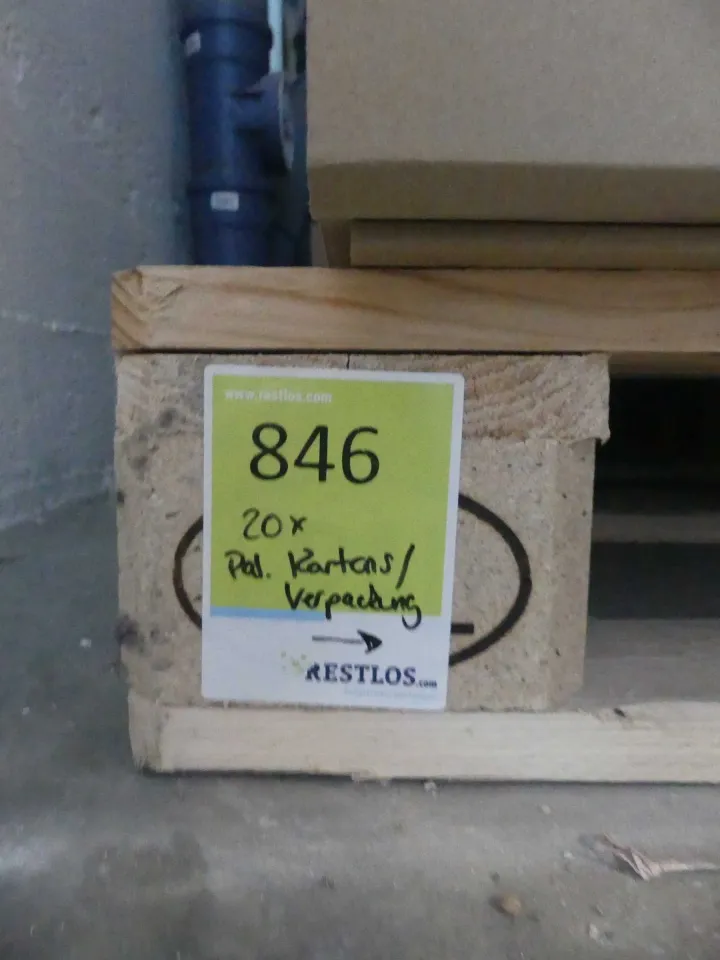 www.restlos.com
846
20x
Pal. Kartons/
Verpackung
RESTLOS.com